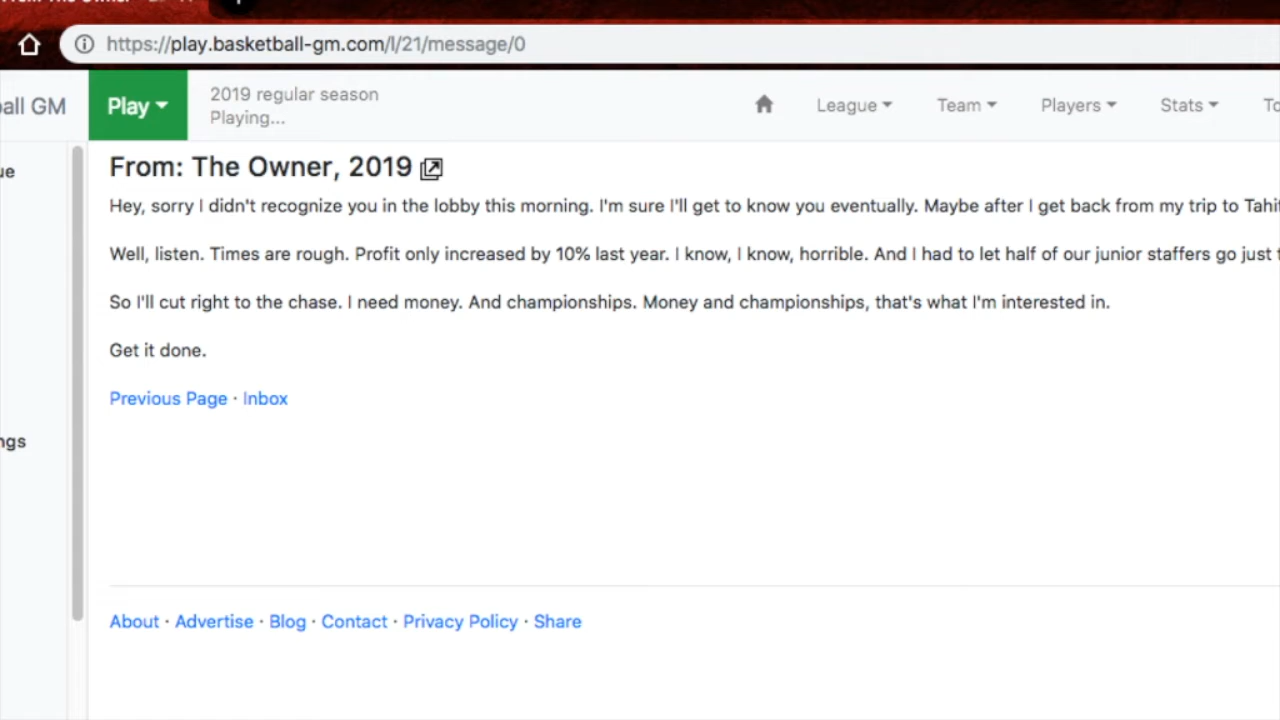 https://play.basketball-gm.com/l/21/message/0
GM
Play
2019 regular season
Playing...
League
Team
Players
Stats
From: The Owner, 2019
Hey, sorry I didn't recognize you in the lobby this morning. I'm sure I'll get to know you eventually. Maybe after I get back from my trip to
Well, listen. Times are rough. Profit only increased by 10% last year. I know, I know, horrible. And I had to let half of our junior staffers go just
So I'll cut right to the chase. I need money. And championships. Money and championships, that's what I'm interested in.
Get it done.
Previous Page · Inbox
About · Advertise · Blog · Contact · Privacy Policy · Share